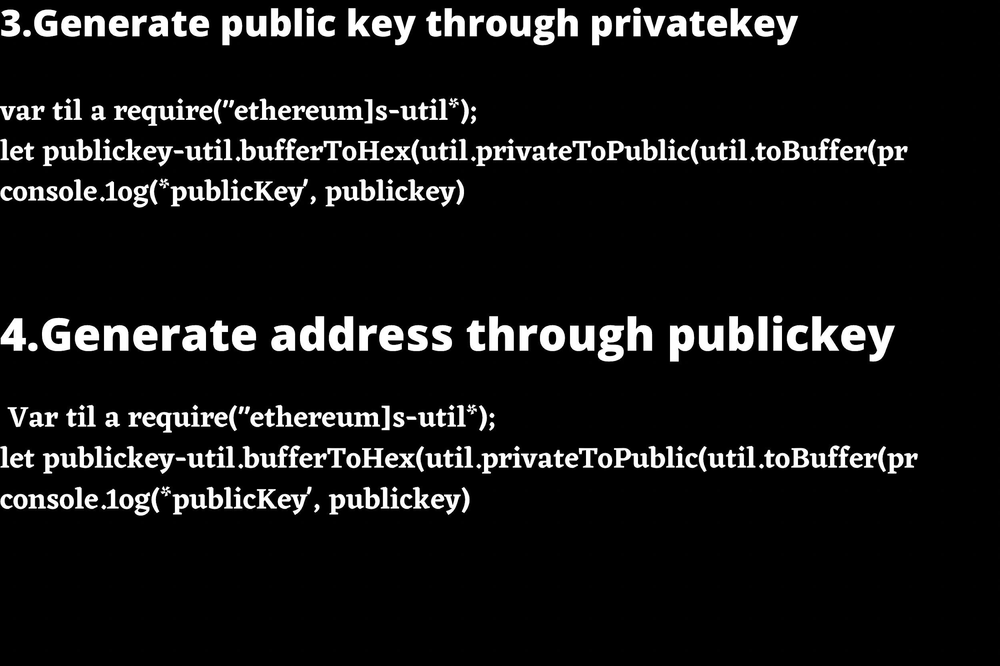 3.Generate public key through privatekey
var til a require(”ethereum]s-util*);
let publickey-util.bufferToHex(util.privateToPublic(util.toBuffer(pr
console.1og(*publicKey’, publickey)
4.Generate address through publickey
Var til a require(”ethereum]s-util*);
let publickey-util.bufferToHex(util.privateToPublic(util.toBuffer(pr
console.1og(*publicKey’, publickey)